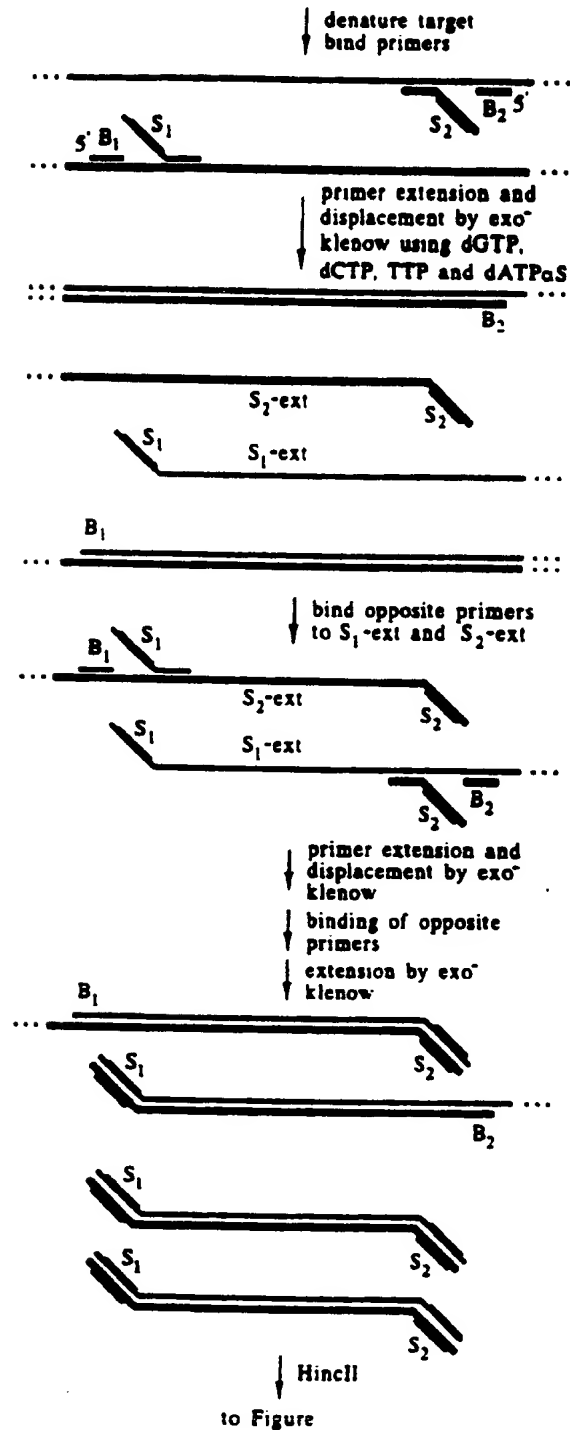 denature target
bind primers
... ...
S₁ S₂ B₂ 5'
5' B₁
... ...
primer extension and
displacement by exo⁻
klenow using dGTP,
dCTP, TTP and dATPαS
... ...
B₂
...
S₂-ext S₂
S₁ S₁-ext
...
B₁
... ...
bind opposite primers
to S₁-ext and S₂-ext
B₁ S₁
...
S₂-ext S₂
S₁ S₁-ext
...
S₂ B₂
primer extension and
displacement by exo⁻
klenow
binding of opposite
primers
extension by exo⁻
klenow
B₁
...
S₁ S₂
...
B₂
S₁
S₂
S₁
S₂
HincII
to Figure